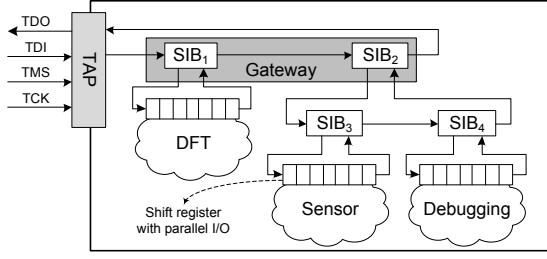 TDO
TDI
TMS
TCK
TAP
SIB1
SIB2
Gateway
DFT
SIB3
SIB4
Shift register
with parallel I/O
Sensor
Debugging